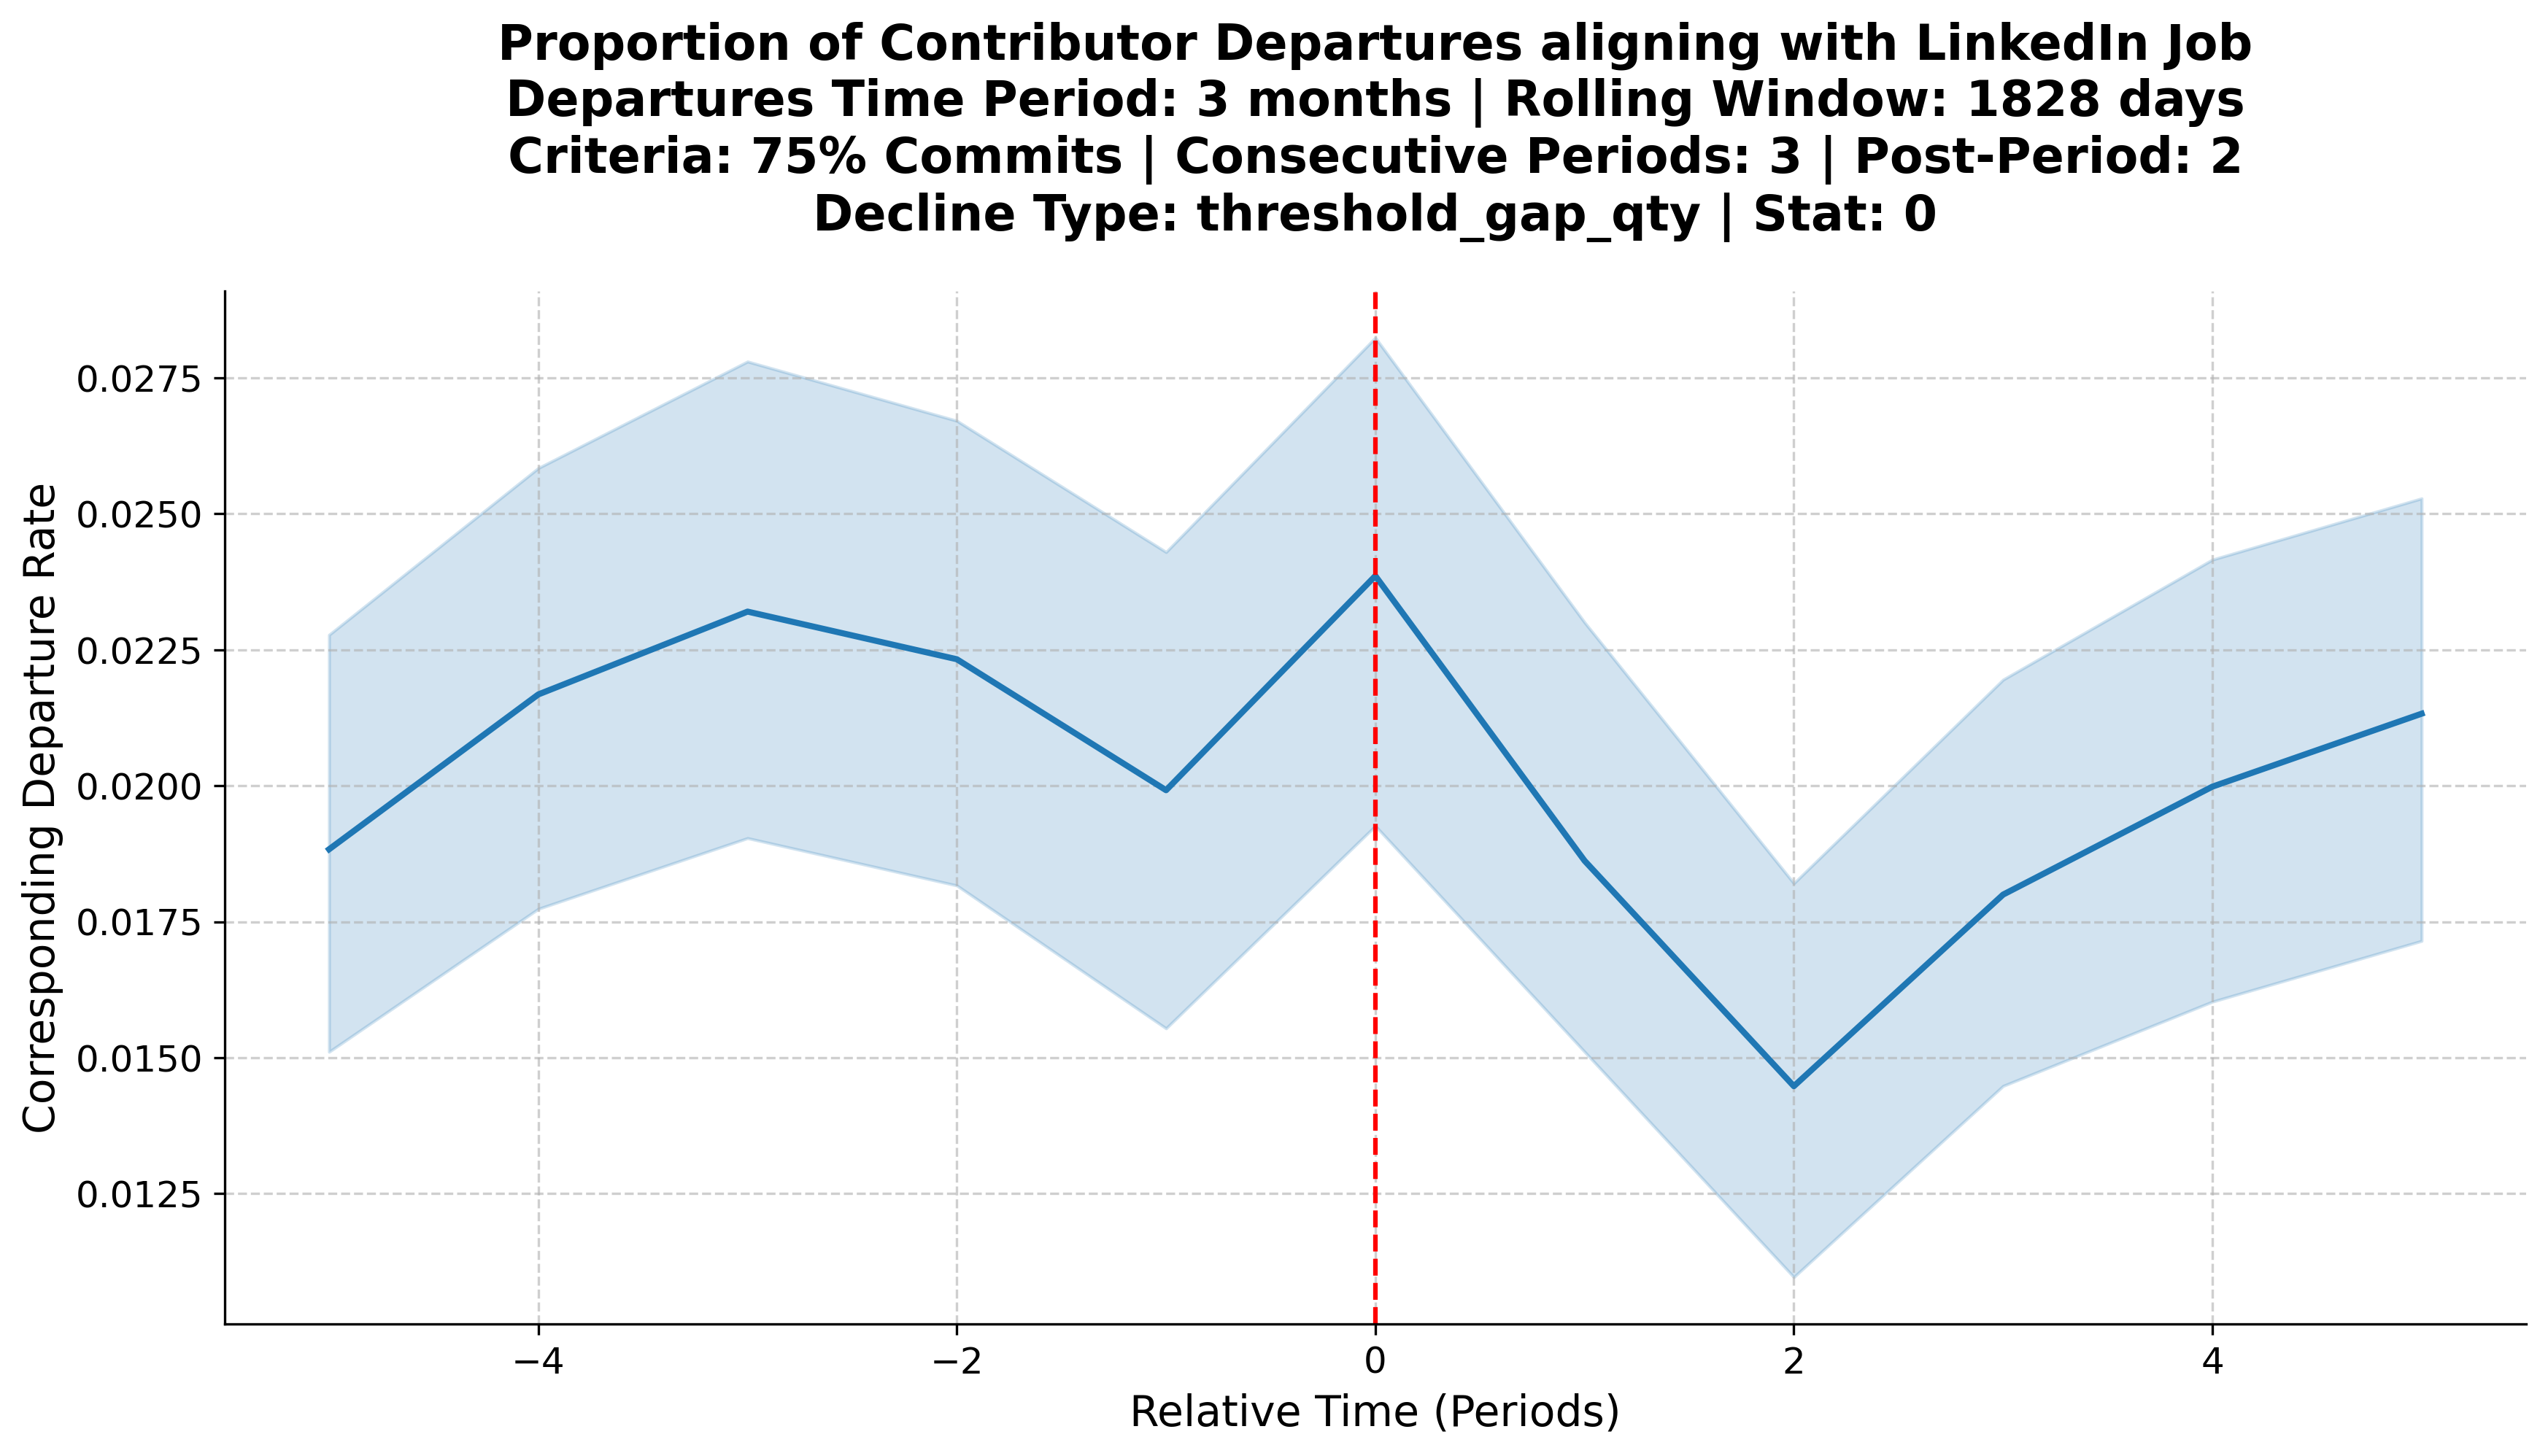 Proportion of Contributor Departures aligning with LinkedIn Job
Departures Time Period: 3 months | Rolling Window: 1828 days
Criteria: 75% Commits | Consecutive Periods: 3 | Post-Period: 2
Decline Type: threshold_gap_qty | Stat: 0
Corresponding Departure Rate
0.0275
0.0250
0.0225
0.0200
0.0175
0.0150
0.0125
−4
−2
0
2
4
Relative Time (Periods)